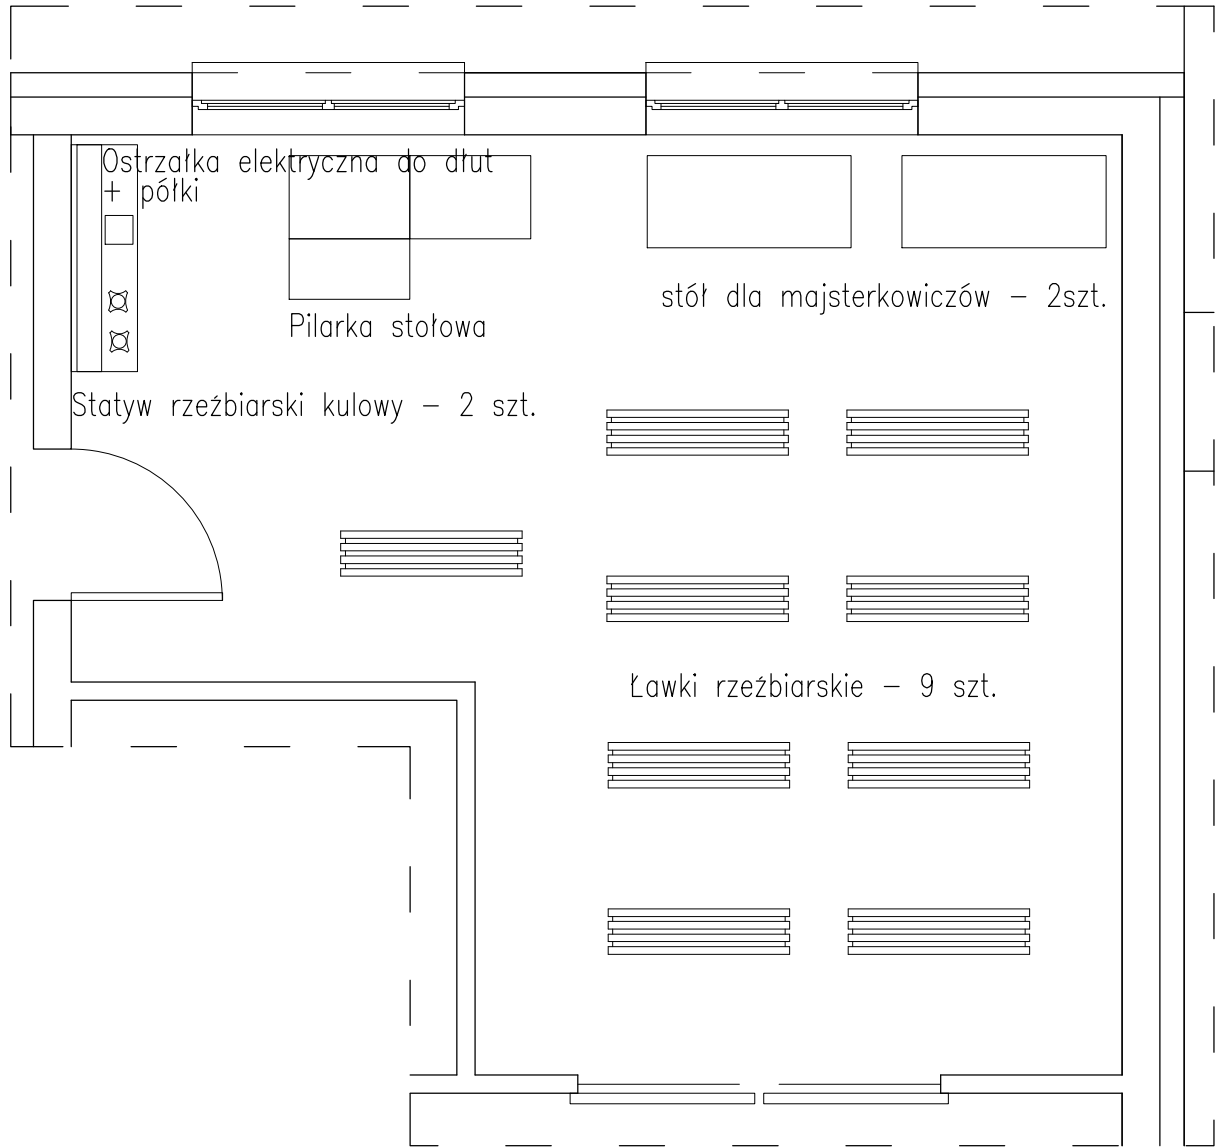 Ostrzałka elektryczna do dłut
+ półki
stół dla majsterkowiczów – 2szt.
Pilarka stołowa
Statyw rzeźbiarski kulowy – 2 szt.
Ławki rzeźbiarskie – 9 szt.